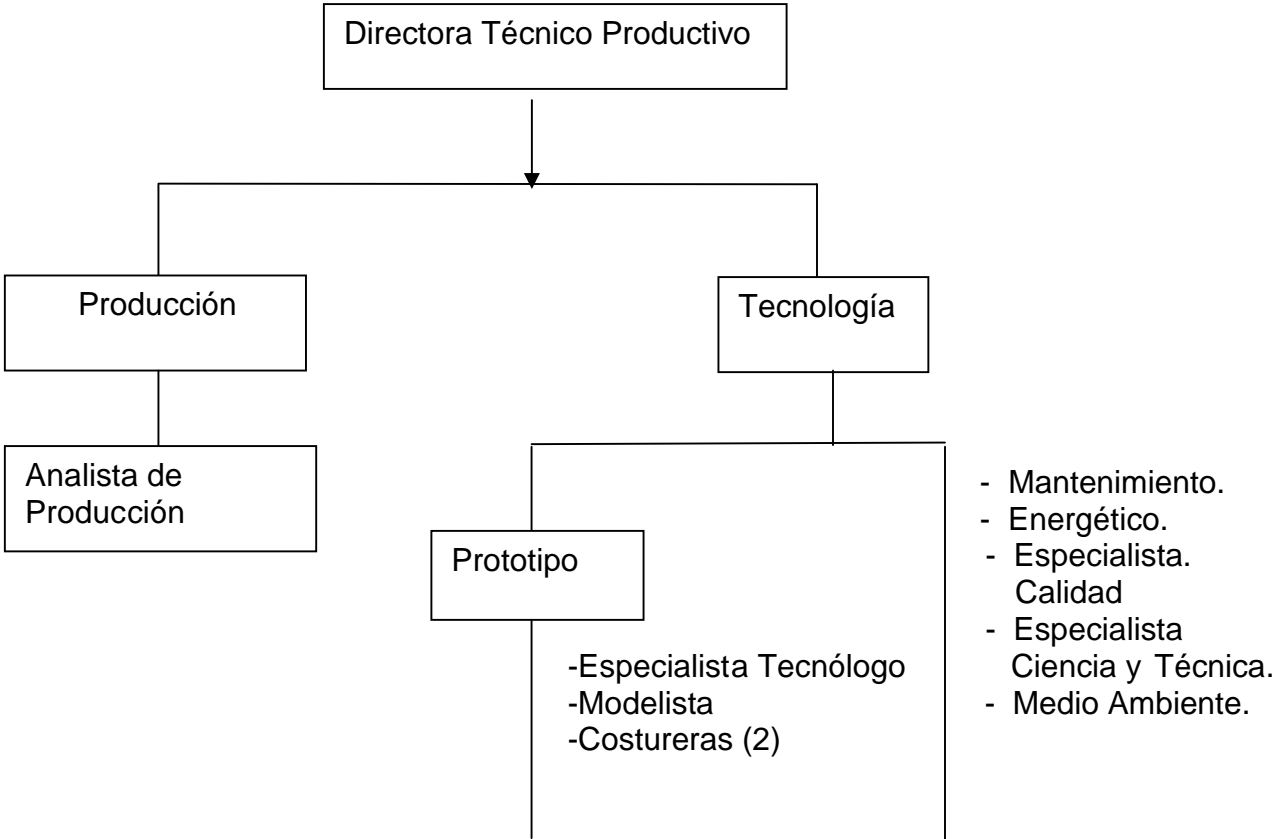 Directora Técnico Productivo
Producción
Tecnología
Analista de
Producción
Prototipo
-Especialista Tecnólogo
-Modelista
-Costureras (2)
- Mantenimiento.
- Energético.
- Especialista.
Calidad
- Especialista
Ciencia y Técnica.
- Medio Ambiente.